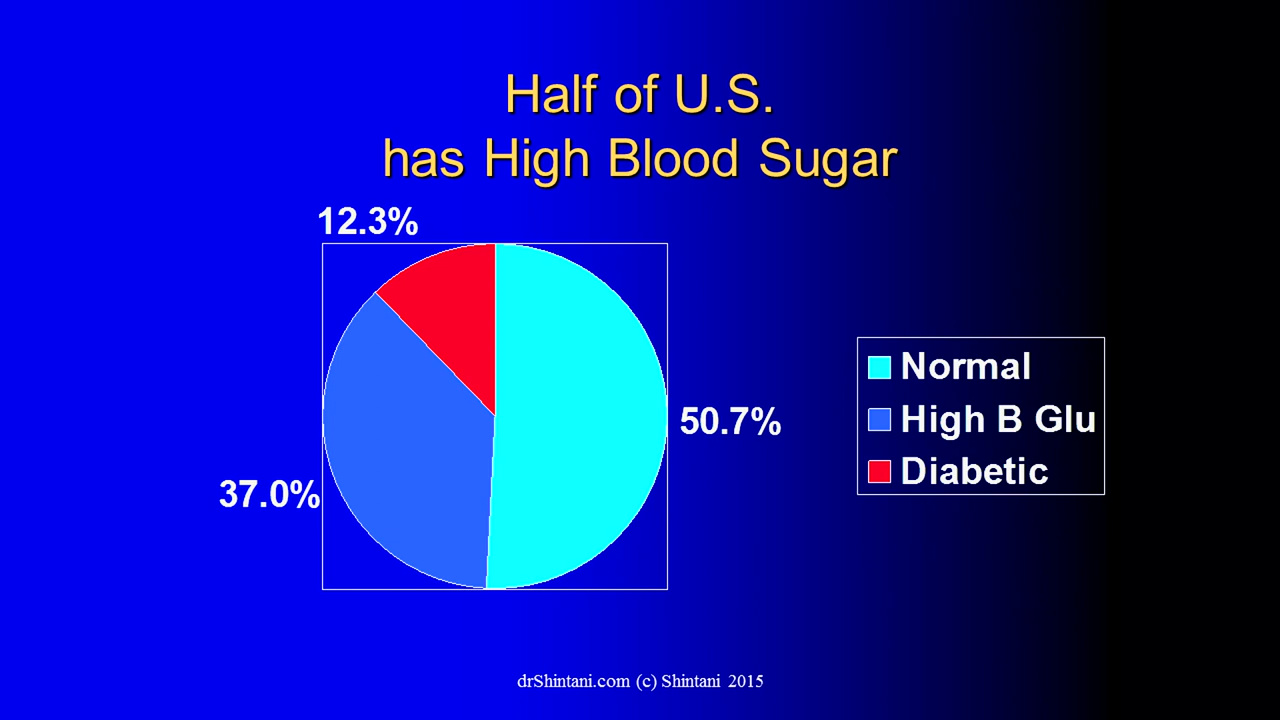 Half of U.S.
has High Blood Sugar
12.3%
50.7%
37.0%
Normal
High B Glu
Diabetic
drShintani.com (c) Shintani 2015